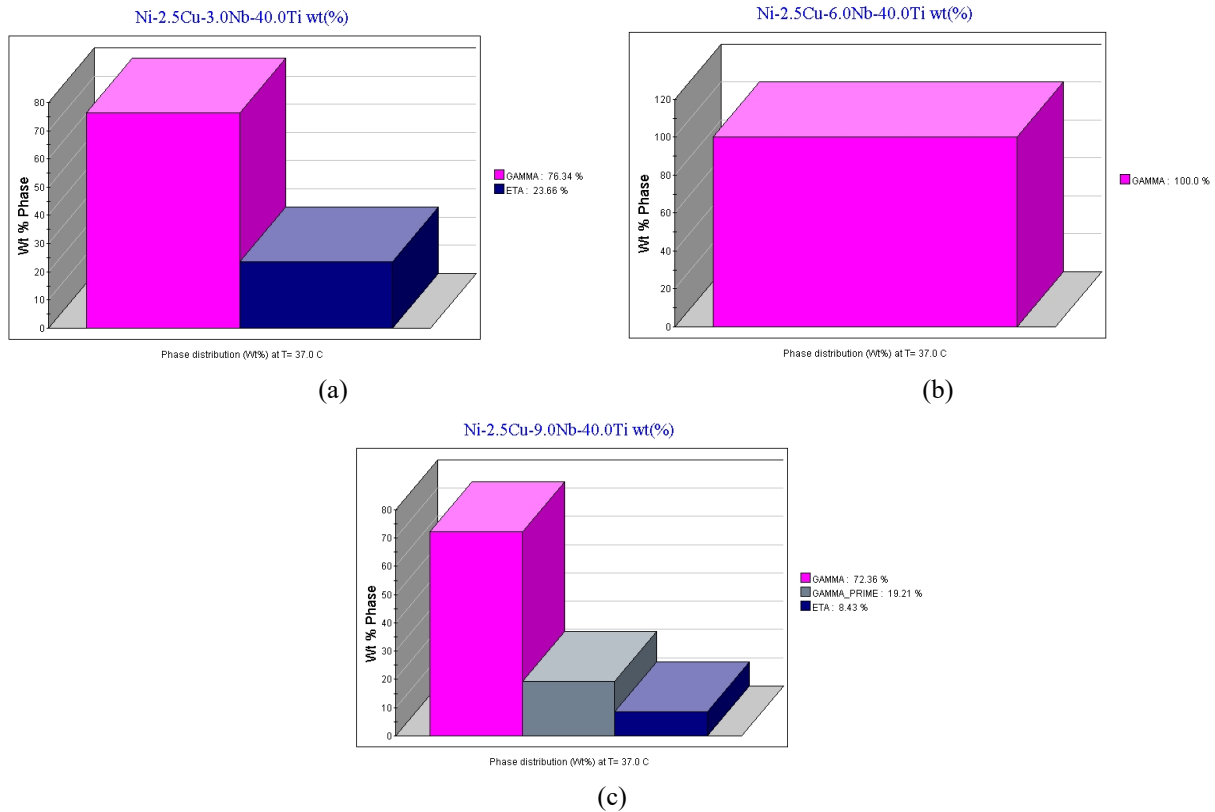 Ni-2.5Cu-3.0Nb-40.0Ti wt(%)
Wt % Phase
80
70
60
50
40
30
20
10
0
GAMMA : 76.34 %
ETA : 23.66 %
Phase distribution (Wt%) at T= 37.0 C
(a)
Ni-2.5Cu-6.0Nb-40.0Ti wt(%)
Wt % Phase
120
100
80
60
40
20
0
GAMMA : 100.0 %
Phase distribution (Wt%) at T= 37.0 C
(b)
Ni-2.5Cu-9.0Nb-40.0Ti wt(%)
Wt % Phase
80
70
60
50
40
30
20
10
0
GAMMA : 72.36 %
GAMMA_PRIME : 19.21 %
ETA : 8.43 %
Phase distribution (Wt%) at T= 37.0 C
(c)